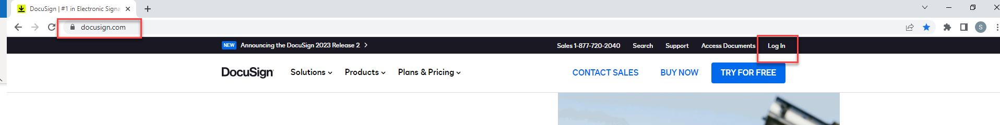 DocuSign | #1 in Electronic Signa
docusign.com
S
NEW Announcing the DocuSign 2023 Release 2 Sales 1-877-720-2040 Search Support Access Documents Log In
DocuSign Solutions Products Plans & Pricing CONTACT SALES BUY NOW TRY FOR FREE